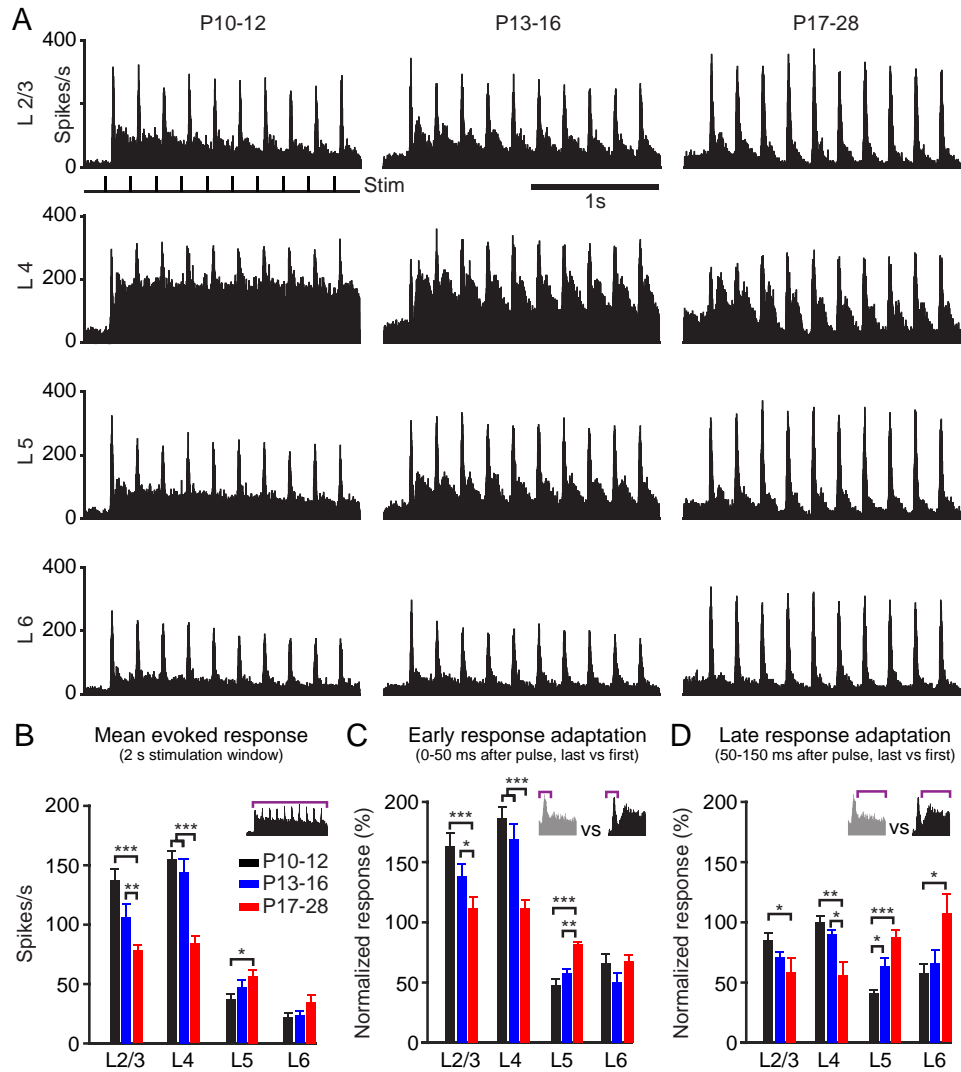 A
P10-12
P13-16
P17-28
L 2/3
Spikes/s
400
200
0
Stim
1s
L 4
400
200
0
L 5
400
200
0
L 6
400
200
0
B
Mean evoked response
(2 s stimulation window)
Spikes/s
200
150
100
50
0
***
**
***
*
P10-12
P13-16
P17-28
L2/3
L4
L5
L6
C
Early response adaptation
(0-50 ms after pulse, last vs first)
Normalized response (%)
200
150
100
50
0
***
*
***
***
**
vs
L2/3
L4
L5
L6
D
Late response adaptation
(50-150 ms after pulse, last vs first)
Normalized response (%)
200
150
100
50
0
*
**
*
***
*
*
vs
L2/3
L4
L5
L6